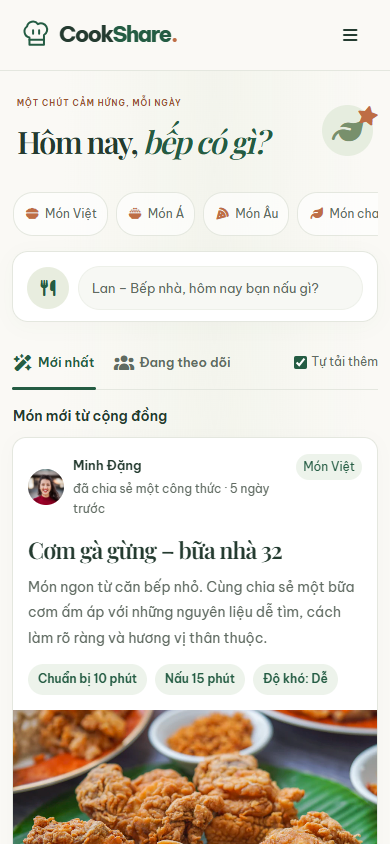 CookShare.
MỘT CHÚT CẢM HỨNG, MỖI NGÀY
Hôm nay, bếp có gì?
Món Việt
Món Á
Món Âu
Món cha
Lan – Bếp nhà, hôm nay bạn nấu gì?
Mới nhất
Đang theo dõi
Tự tải thêm
Món mới từ cộng đồng
Minh Đặng
Món Việt
đã chia sẻ một công thức · 5 ngày
trước
Cơm gà gừng – bữa nhà 32
Món ngon từ căn bếp nhỏ. Cùng chia sẻ một bữa
cơm ấm áp với những nguyên liệu dễ tìm, cách
làm rõ ràng và hương vị thân thuộc.
Chuẩn bị 10 phút
Nấu 15 phút
Độ khó: Dễ